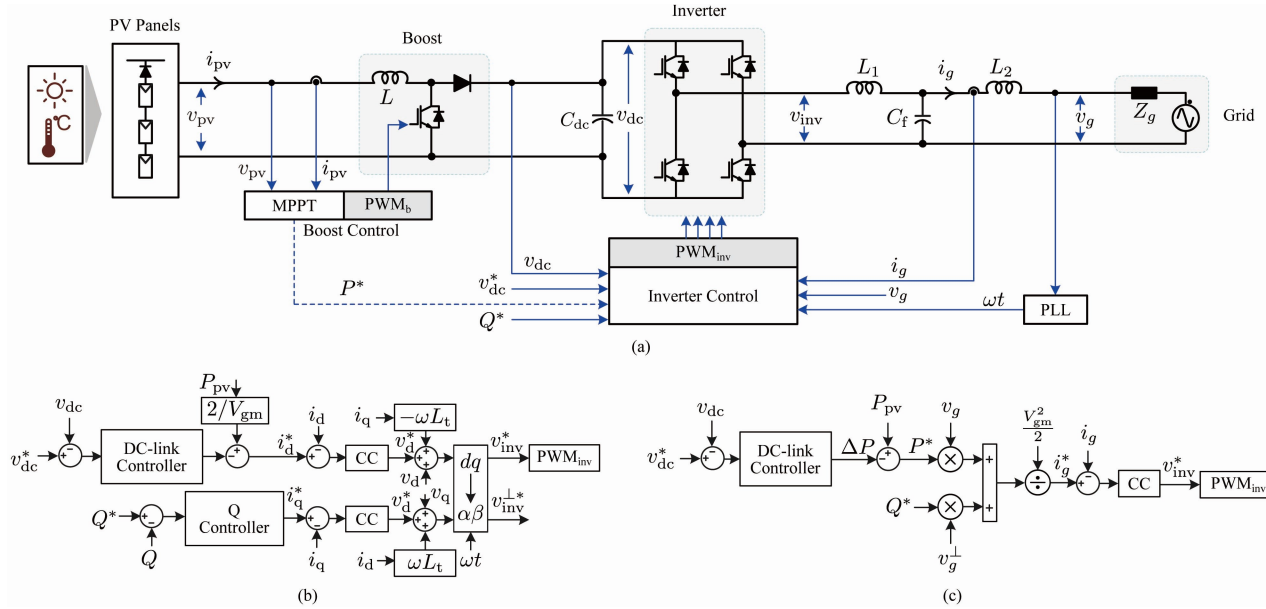 PV Panels
Inverter
Boost
i_pv
L_1
i_g
L_2
°C
v_pv
L
C_dc
v_dc
v_inv
C_f
v_g
Z_g
Grid
v_pv
i_pv
MPPT
PWM_b
Boost Control
PWM_inv
v_dc
v*_dc
P*
Q*
Inverter Control
i_g
v_g
ωt
PLL
(a)
P_pv
v_dc
2/V_gm
i_d
i_q
−ωL_t
v*_dc
DC-link
Controller
i*_d
CC
v*_d
v_d
v_q
dq
αβ
v*_inv
PWM_inv
Q*
Q
Q
Controller
i*_q
i_q
CC
v*_d
v^⊥*_inv
i_d
ωL_t
ωt
(b)
v_dc
P_pv
v_g
V²_gm/2
i_g
v*_dc
DC-link
Controller
ΔP
P*
+
+
÷
i*_g
CC
v*_inv
PWM_inv
Q*
v^⊥_g
(c)